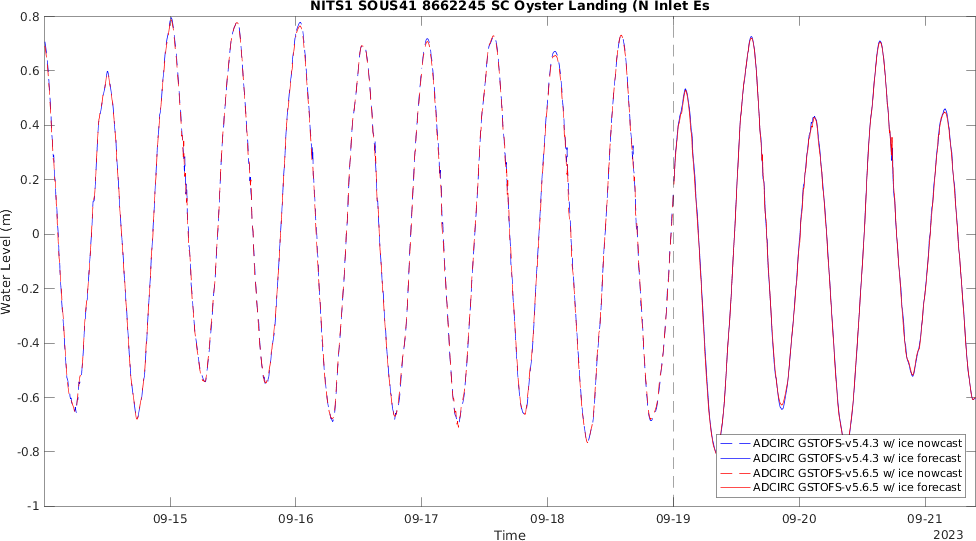 NITS1 SOUS41 8662245 SC Oyster Landing (N Inlet Es
0.8
0.6
0.4
0.2
0
-0.2
-0.4
-0.6
-0.8
-1
Water Level (m)
ADCIRC GSTOFS-v5.4.3 w/ ice nowcast
ADCIRC GSTOFS-v5.4.3 w/ ice forecast
ADCIRC GSTOFS-v5.6.5 w/ ice nowcast
ADCIRC GSTOFS-v5.6.5 w/ ice forecast
09-15 09-16 09-17 09-18 09-19 09-20 09-21
Time
2023